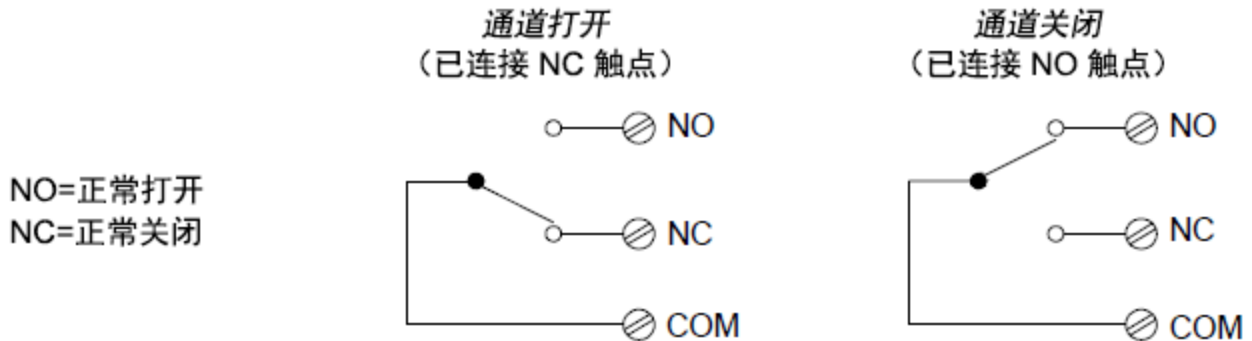 通道打开
（已连接 NC 触点）
NO
NC
COM
通道关闭
（已连接 NO 触点）
NO
NC
COM
NO=正常打开
NC=正常关闭